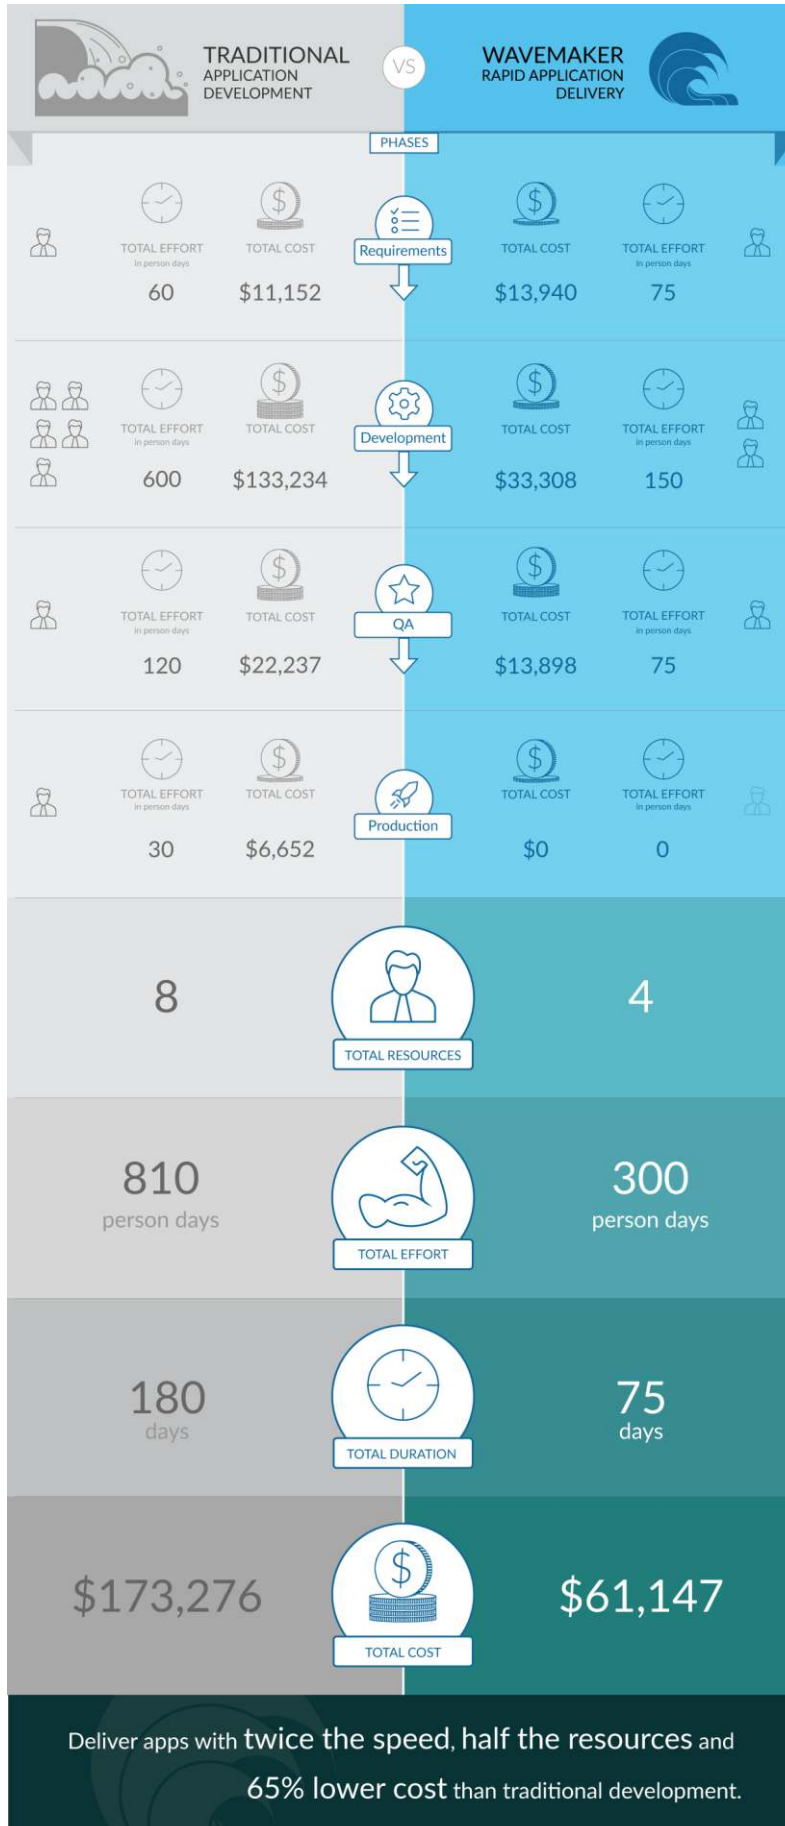 TRADITIONAL
APPLICATION
DEVELOPMENT
VS
WAVEMAKER
RAPID APPLICATION
DELIVERY
PHASES
TOTAL EFFORT
in person days
60
TOTAL COST
$11,152
Requirements
TOTAL COST
$13,940
TOTAL EFFORT
in person days
75
TOTAL EFFORT
in person days
600
TOTAL COST
$133,234
Development
TOTAL COST
$33,308
TOTAL EFFORT
in person days
150
TOTAL EFFORT
in person days
120
TOTAL COST
$22,237
QA
TOTAL COST
$13,898
TOTAL EFFORT
in person days
75
TOTAL EFFORT
in person days
30
TOTAL COST
$6,652
Production
TOTAL COST
$0
TOTAL EFFORT
in person days
0
8
TOTAL RESOURCES
4
810
person days
TOTAL EFFORT
300
person days
180
days
TOTAL DURATION
75
days
$173,276
TOTAL COST
$61,147
Deliver apps with twice the speed, half the resources and
65% lower cost than traditional development.